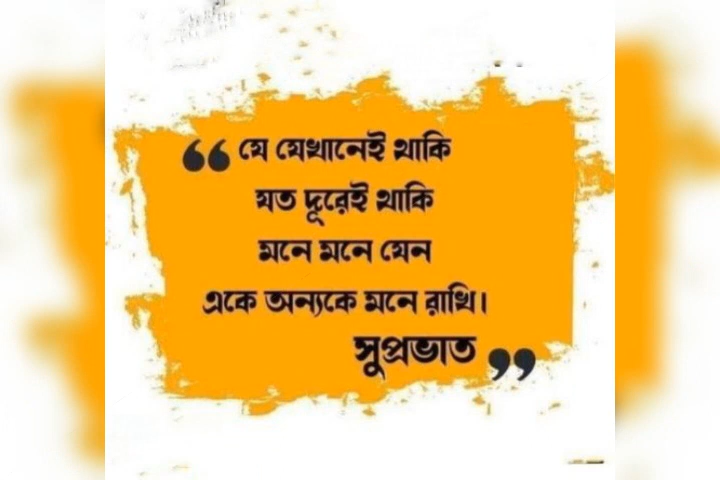 “ যে যেখানেই থাকি
যত দূরেই থাকি
মনে মনে যেন
একে অন্যকে মনে রাখি।
সুপ্রভাত ”